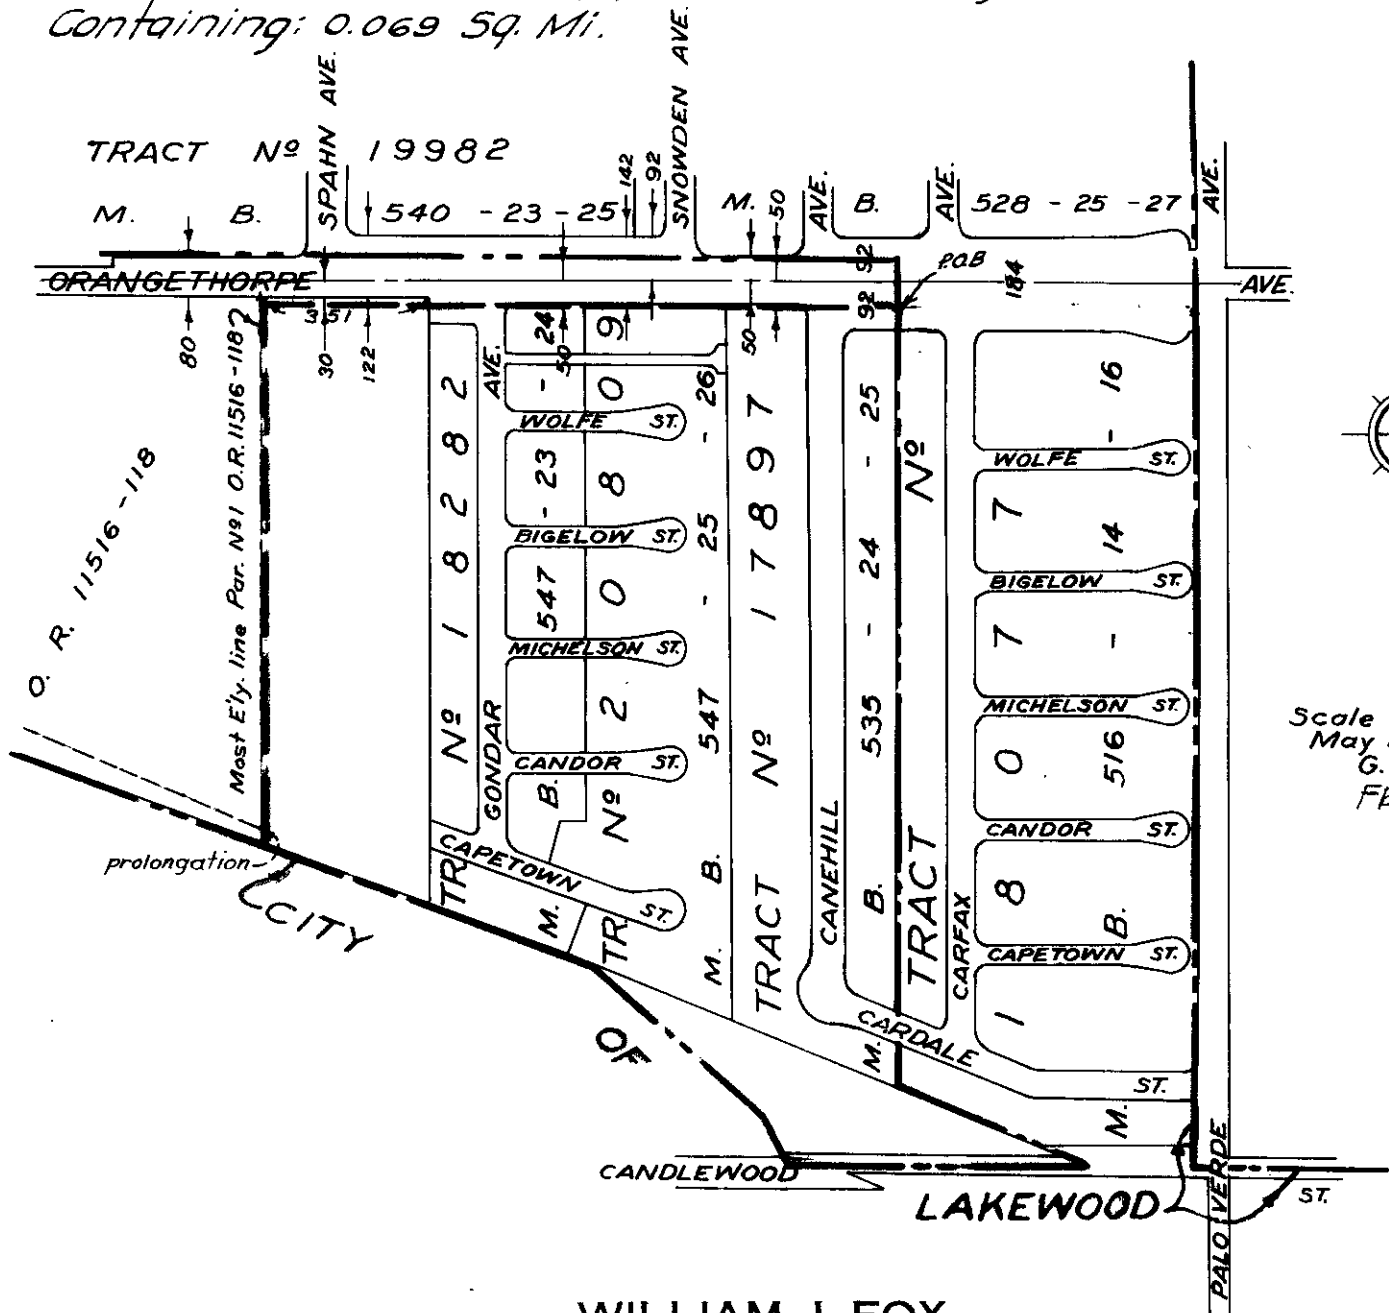 Containing: 0.069 Sq. Mi.
SPAHN AVE.
SNOWDEN AVE.
TRACT Nº 19982
142
92
M. B. 540 - 23 - 25
M. 50
AVE.
B.
AVE.
528 - 25 - 27
AVE.
ORANGETHORPE
92
P.O.B
184
AVE.
92
80
30
122
50
50
O. R. 11516 - 118
Most E'ly. line Par. Nº1 O.R. 11516-118
TR. Nº 18282
GONDAR AVE.
M. B. 547 - 23 - 24
TR. Nº 20809
WOLFE ST.
BIGELOW ST.
MICHELSON ST.
CANDOR ST.
CAPETOWN ST.
M. B. 547 - 25 - 26
TRACT Nº 17897
CANEHILL
M. B. 535 - 24 - 25
TRACT Nº 18077
CARFAX
WOLFE ST.
BIGELOW ST.
MICHELSON ST.
CANDOR ST.
CAPETOWN ST.
M. B. 516 - 14 - 16
CARDALE ST.
Scale
May
G.
prolongation
CITY
OF
LAKEWOOD
CANDLEWOOD ST.
PALO VERDE
WILLIAM J FOX